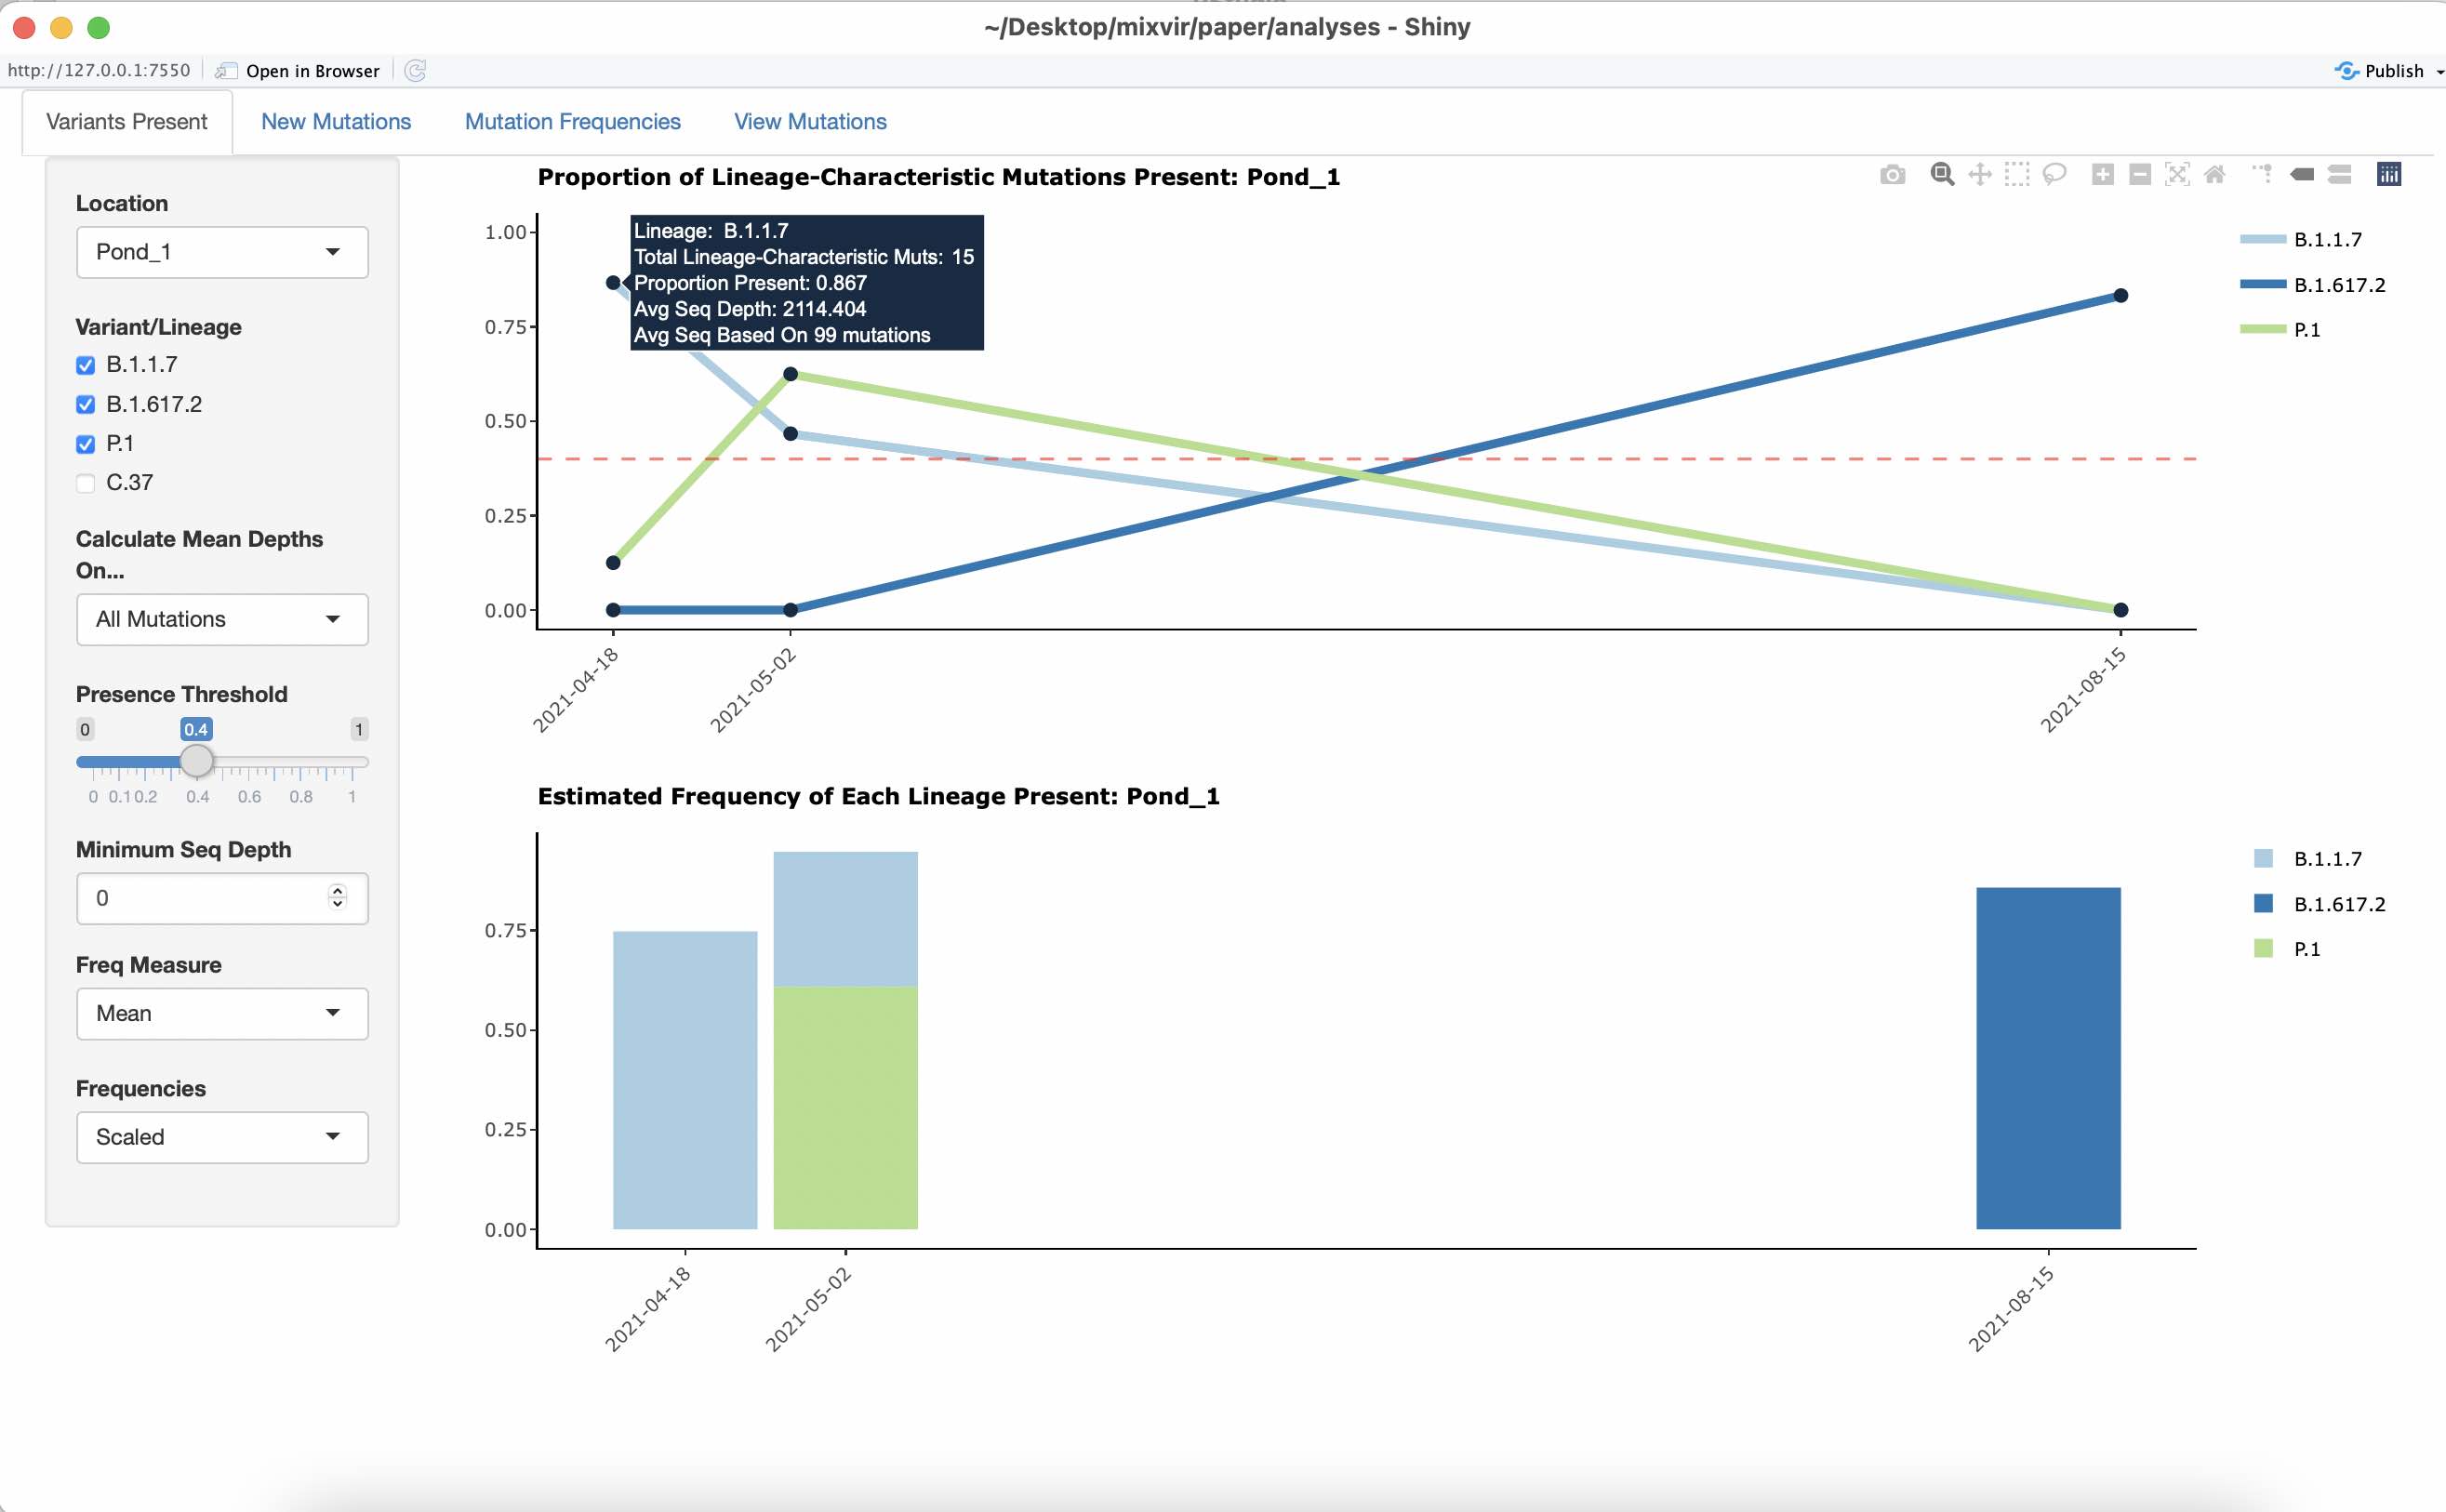 ~/Desktop/mixvir/paper/analyses - Shiny
http://127.0.0.1:7550
Open in Browser
Publish
Variants Present
New Mutations
Mutation Frequencies
View Mutations
Location
Pond_1
Variant/Lineage
B.1.1.7
B.1.617.2
P.1
C.37
Calculate Mean Depths
On...
All Mutations
Presence Threshold
0
0.4
1
0 0.1 0.2 0.4 0.6 0.8 1
Minimum Seq Depth
0
Freq Measure
Mean
Frequencies
Scaled
Proportion of Lineage-Characteristic Mutations Present: Pond_1
1.00
0.75
0.50
0.25
0.00
Lineage: B.1.1.7
Total Lineage-Characteristic Muts: 15
Proportion Present: 0.867
Avg Seq Depth: 2114.404
Avg Seq Based On 99 mutations
2021-04-18
2021-05-02
2021-08-15
B.1.1.7
B.1.617.2
P.1
Estimated Frequency of Each Lineage Present: Pond_1
0.75
0.50
0.25
0.00
2021-04-18
2021-05-02
2021-08-15
B.1.1.7
B.1.617.2
P.1